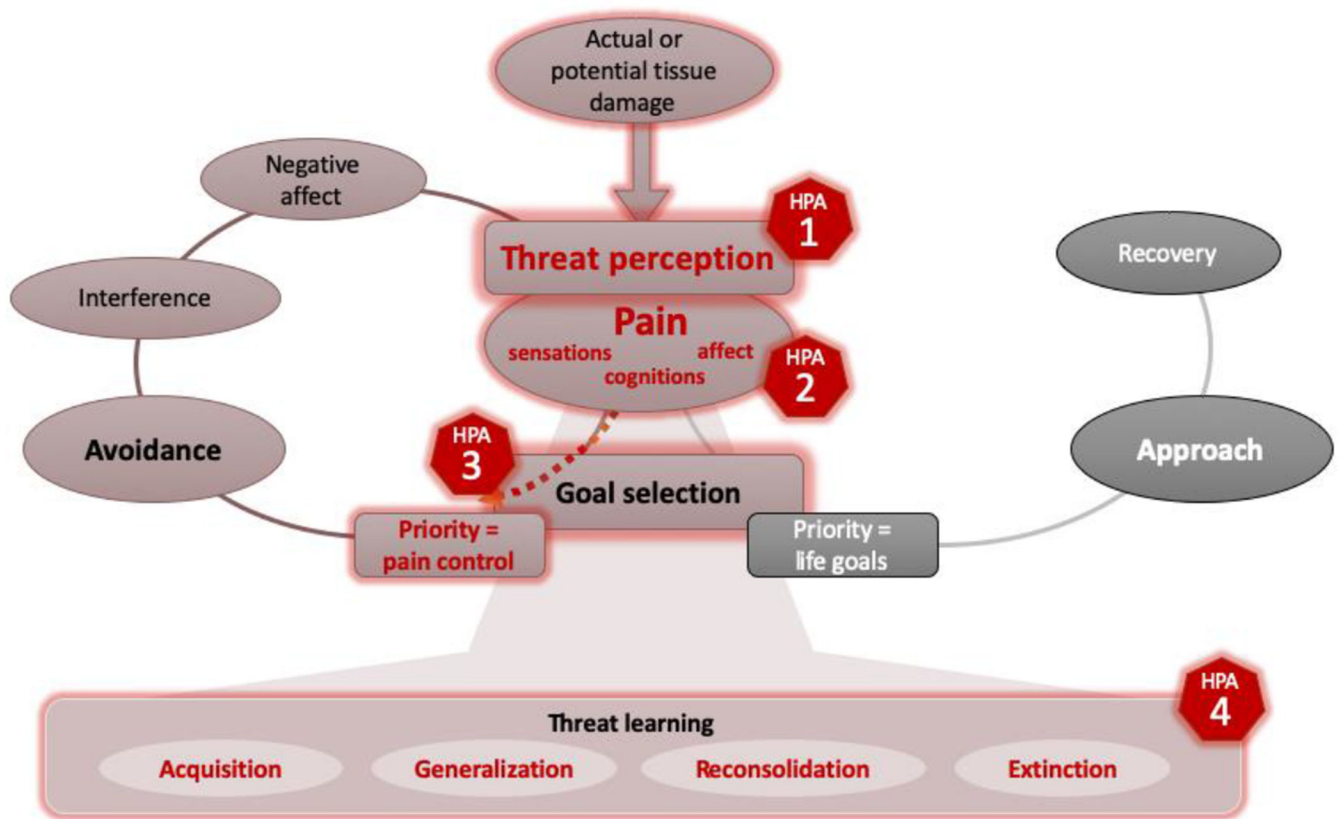 Actual or
potential tissue
damage
Negative
affect
HPA
1
Threat perception
Recovery
Interference
Pain
sensations
affect
cognitions
HPA
2
Avoidance
HPA
3
Goal selection
Approach
Priority =
pain control
Priority =
life goals
HPA
4
Threat learning
Acquisition
Generalization
Reconsolidation
Extinction